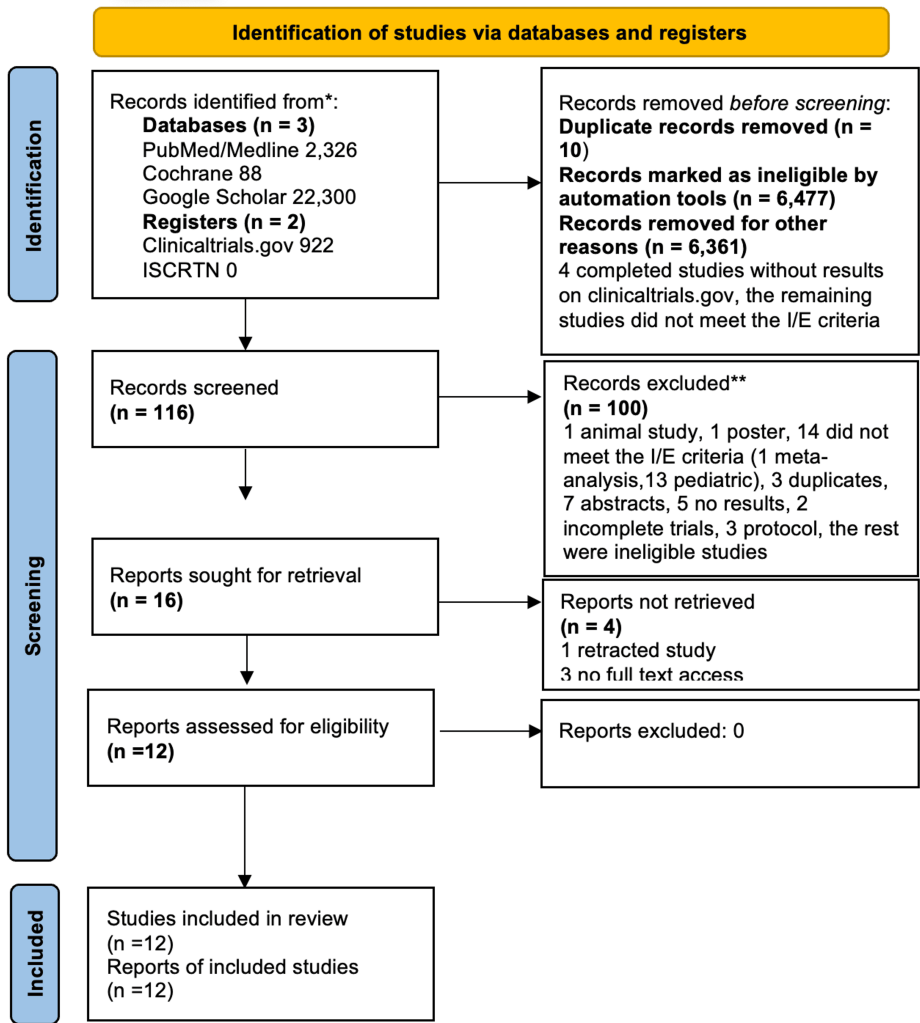 Identification of studies via databases and registers
Identification
Records identified from*:
Databases (n = 3)
PubMed/Medline 2,326
Cochrane 88
Google Scholar 22,300
Registers (n = 2)
Clinicaltrials.gov 922
ISCRTN 0
Records removed before screening:
Duplicate records removed (n =
10)
Records marked as ineligible by
automation tools (n = 6,477)
Records removed for other
reasons (n = 6,361)
4 completed studies without results
on clinicaltrials.gov, the remaining
studies did not meet the I/E criteria
Screening
Records screened
(n = 116)
Records excluded**
(n = 100)
1 animal study, 1 poster, 14 did not
meet the I/E criteria (1 meta-
analysis,13 pediatric), 3 duplicates,
7 abstracts, 5 no results, 2
incomplete trials, 3 protocol, the rest
were ineligible studies
Reports sought for retrieval
(n = 16)
Reports not retrieved
(n = 4)
1 retracted study
3 no full text access
Reports assessed for eligibility
(n =12)
Reports excluded: 0
Included
Studies included in review
(n =12)
Reports of included studies
(n =12)